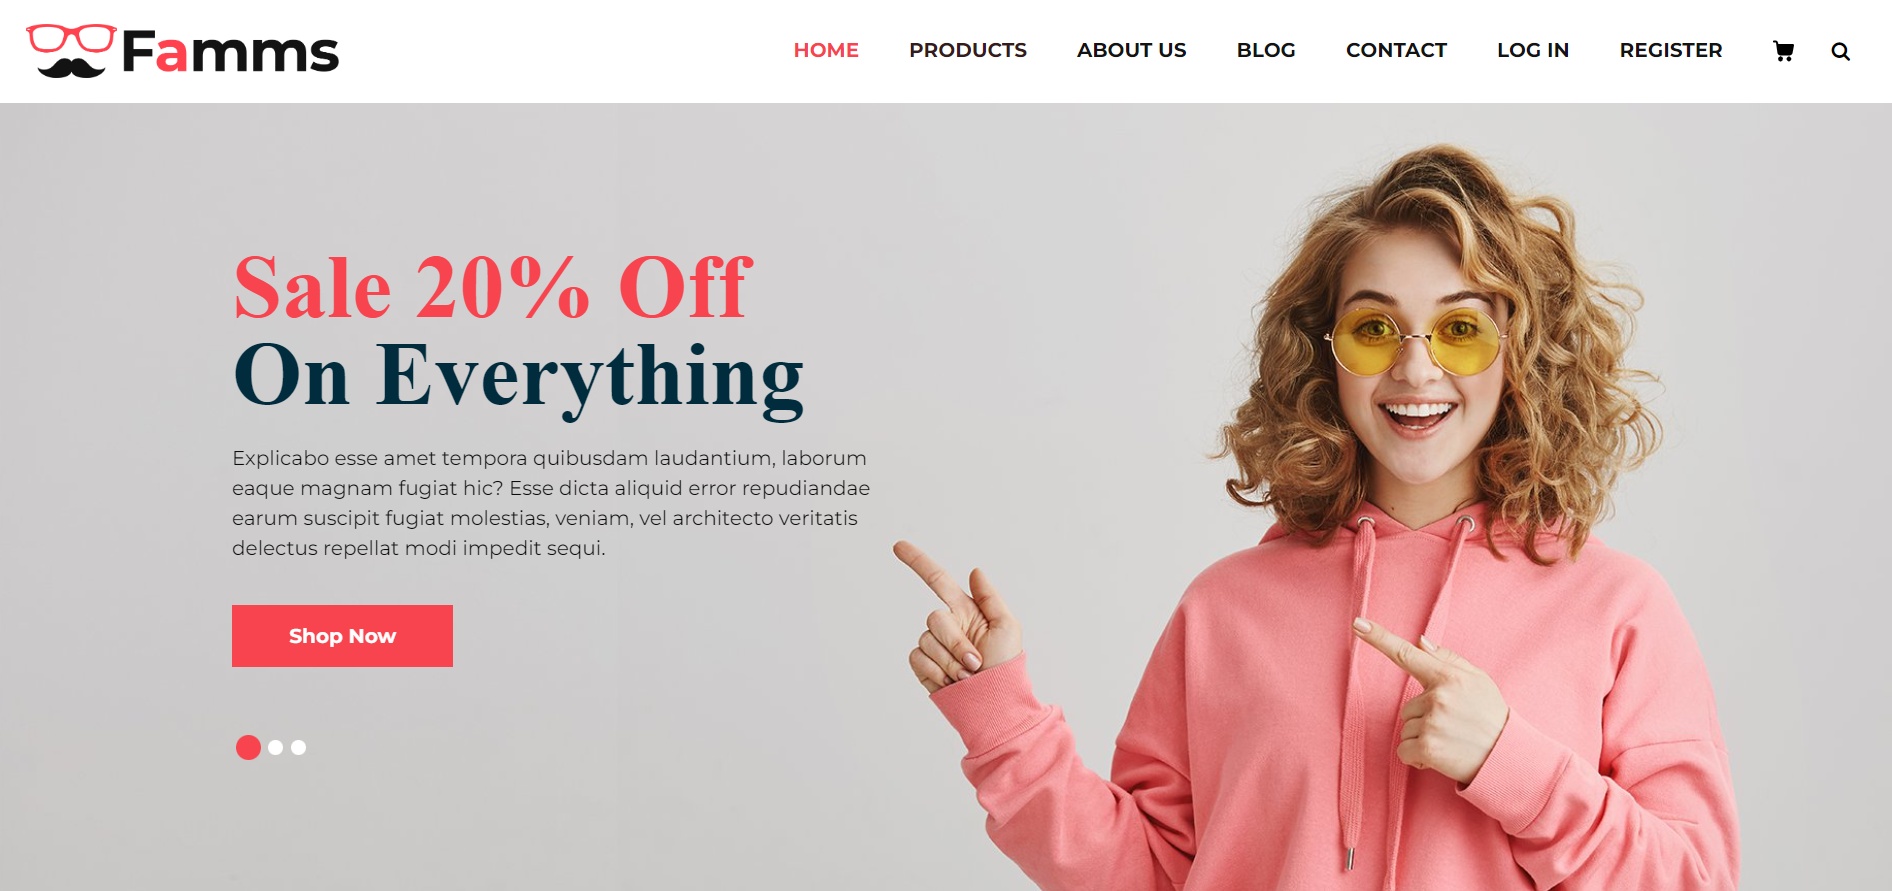 Famms
HOME PRODUCTS ABOUT US BLOG CONTACT LOG IN REGISTER
Sale 20% Off
On Everything
Explicabo esse amet tempora quibusdam laudantium, laborum
eaque magnam fugiat hic? Esse dicta aliquid error repudiandae
earum suscipit fugiat molestias, veniam, vel architecto veritatis
delectus repellat modi impedit sequi.
Shop Now